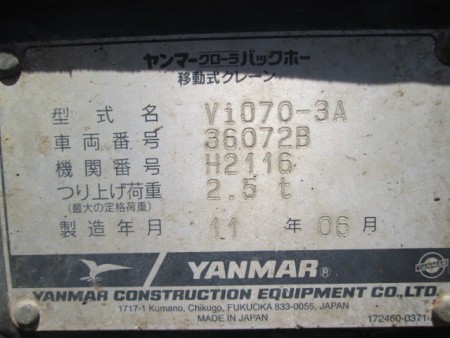 ヤンマークローラバックホー
移動式クレーン
型式名 Vi070-3A
車両番号 36072B
機関番号 H2116
つり上げ荷重 2.5 t
(最大の定格荷重)
製造年月 11 年 06 月
YANMAR®
YANMAR CONSTRUCTION EQUIPMENT CO., LTD.
1717-1 Kumano, Chikugo, FUKUOKA 833-0055, JAPAN
MADE IN JAPAN
172460-0371